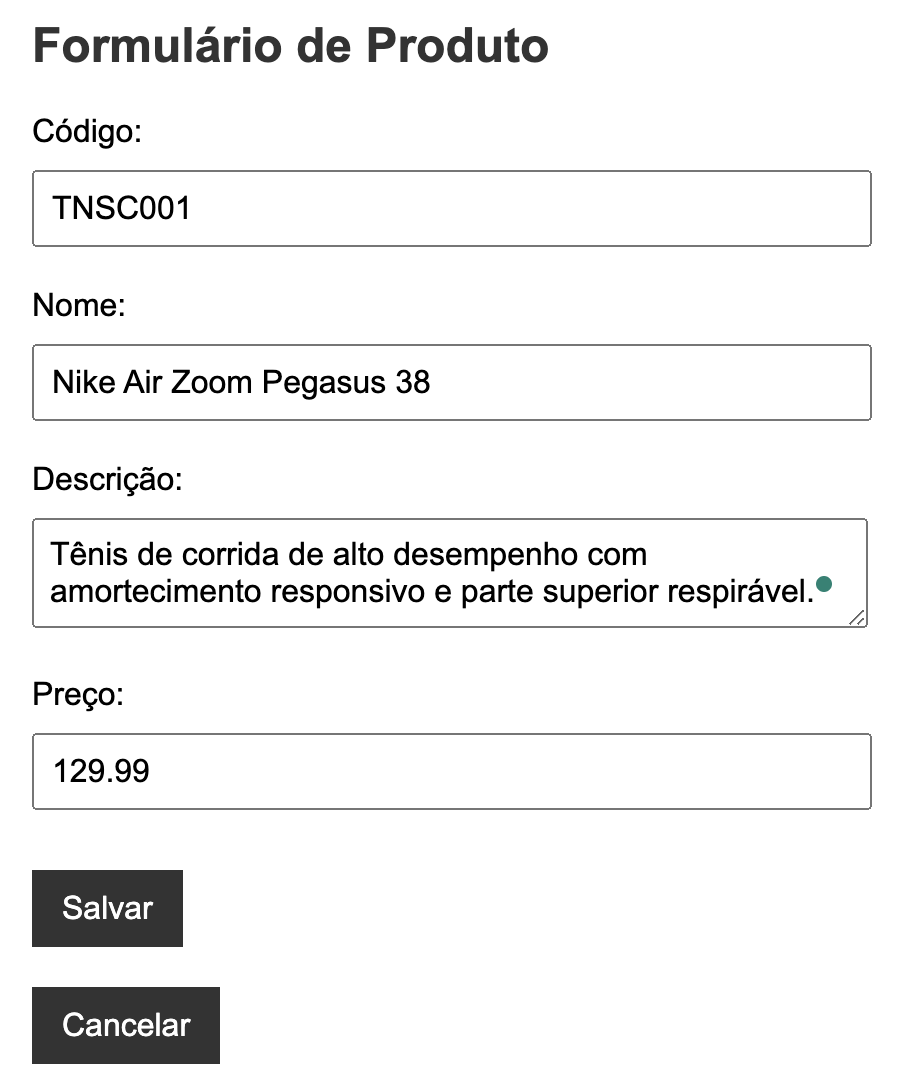 Formulário de Produto
Código:
TNSC001
Nome:
Nike Air Zoom Pegasus 38
Descrição:
Tênis de corrida de alto desempenho com
amortecimento responsivo e parte superior respirável.
Preço:
129.99
Salvar
Cancelar